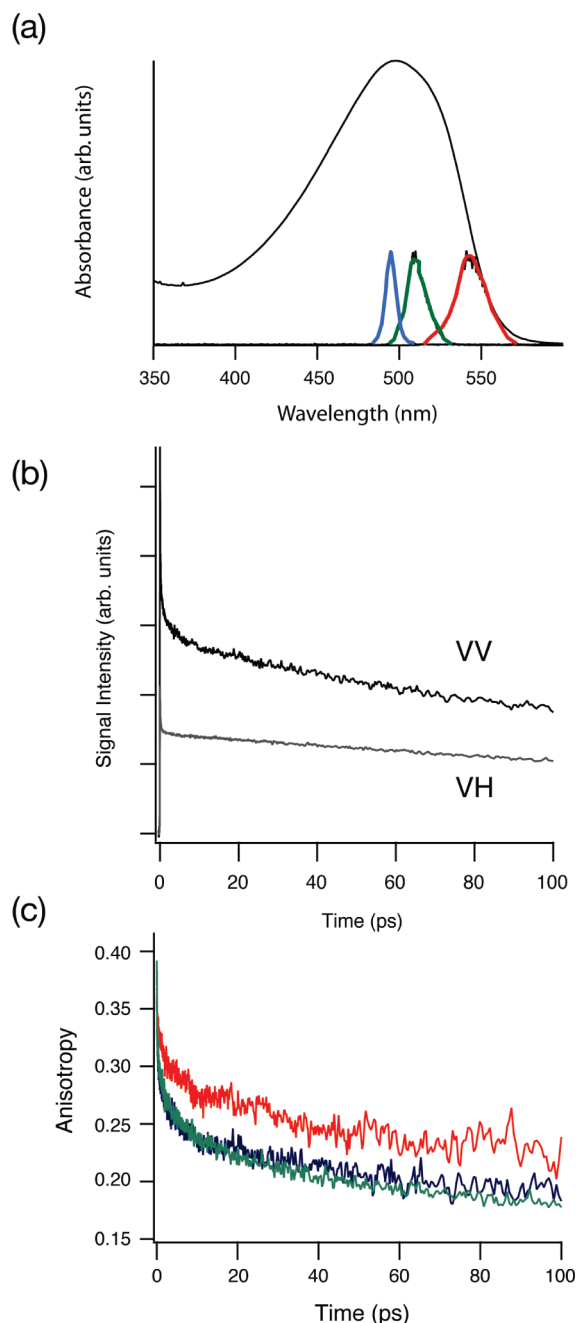 (a)
Absorbance (arb. units)
350
400
450
500
550
Wavelength (nm)
(b)
Signal Intensity (arb. units)
VV
VH
0
20
40
60
80
100
Time (ps)
(c)
0.40
0.35
0.30
0.25
0.20
0.15
Anisotropy
0
20
40
60
80
100
Time (ps)